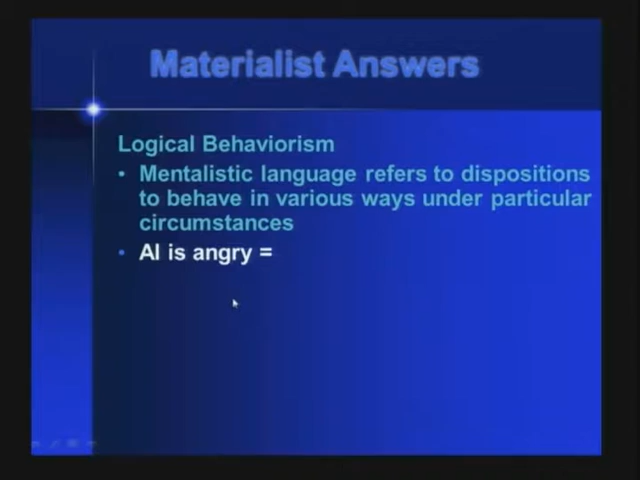 Materialist Answers
Logical Behaviorism
• Mentalistic language refers to dispositions
to behave in various ways under particular
circumstances
• Al is angry =